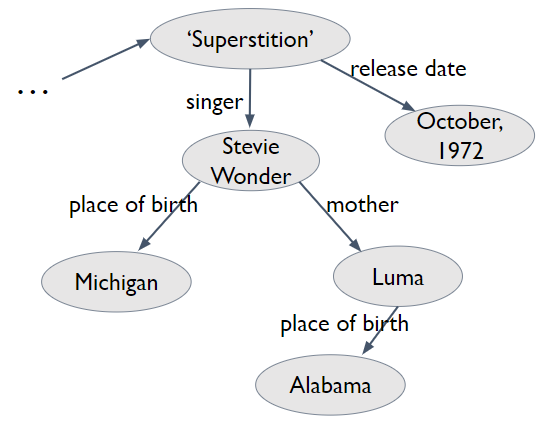 ‘Superstition’
release date
...
singer
October,
1972
Stevie
Wonder
place of birth
mother
Michigan
Luma
place of birth
Alabama